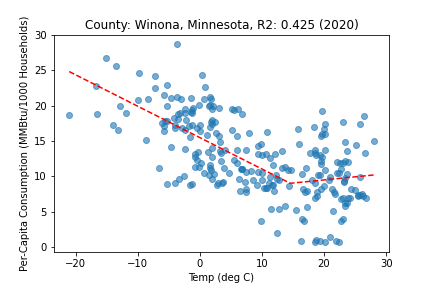 County: Winona, Minnesota, R2: 0.425 (2020)
Per-Capita Consumption (MMBtu/1000 Households)
30
25
20
15
10
5
0
−20 −10 0 10 20 30
Temp (deg C)